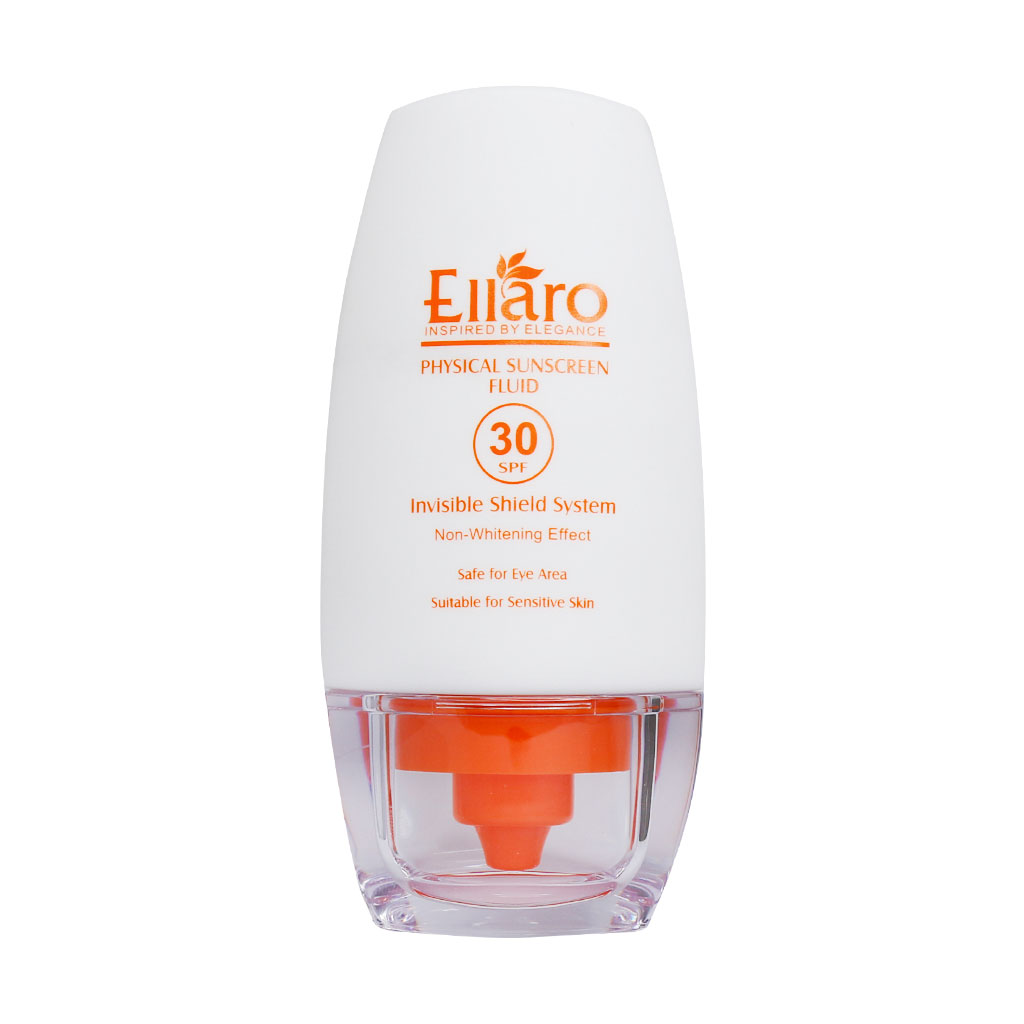 Ellaro
INSPIRED BY ELEGANCE
PHYSICAL SUNSCREEN
FLUID
30
SPF
Invisible Shield System
Non-Whitening Effect
Safe for Eye Area
Suitable for Sensitive Skin